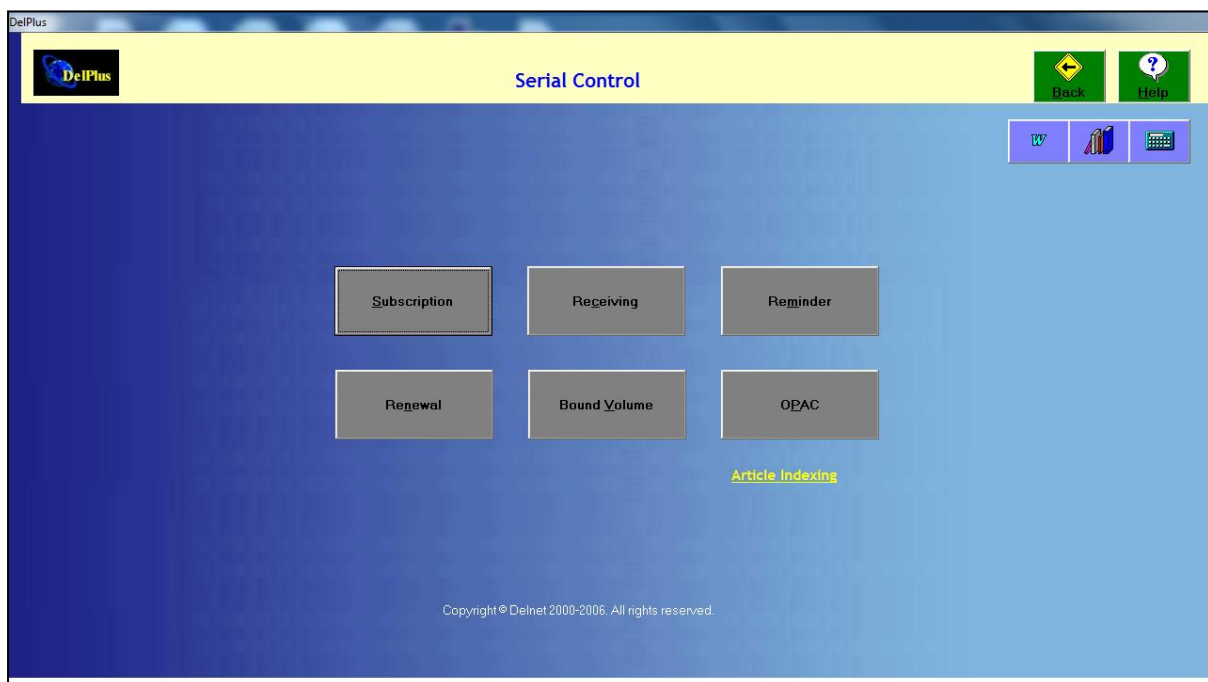 DelPlus
DelPlus
Serial Control
Back
Help
W
Subscription
Receiving
Reminder
Renewal
Bound Volume
OPAC
Article Indexing
Copyright © Delnet 2000-2006. All rights reserved.